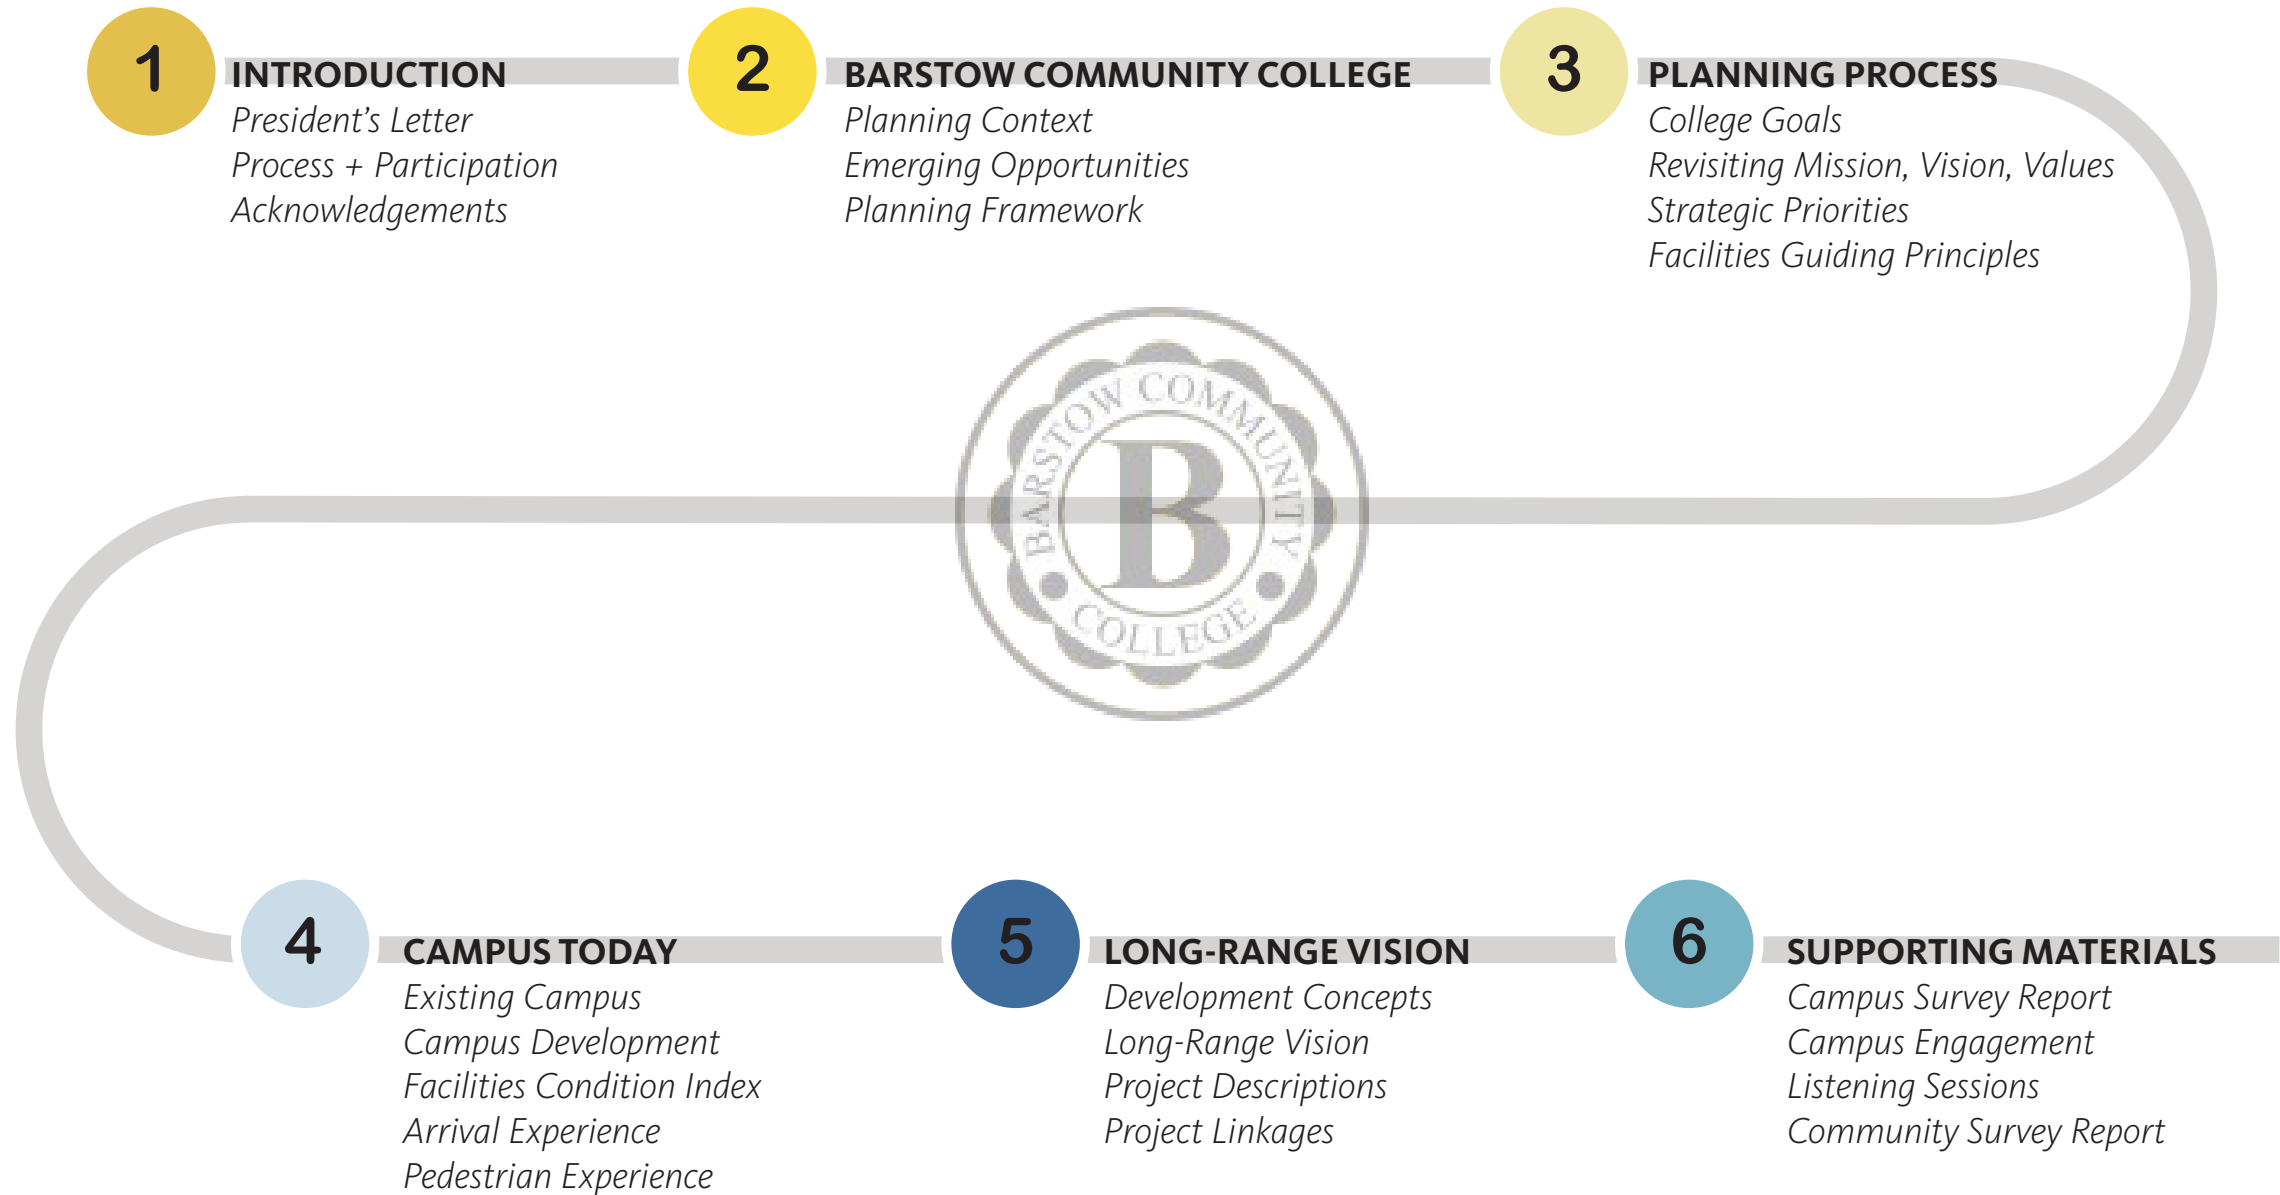 1
INTRODUCTION
President’s Letter
Process + Participation
Acknowledgements
2
BARSTOW COMMUNITY COLLEGE
Planning Context
Emerging Opportunities
Planning Framework
3
PLANNING PROCESS
College Goals
Revisiting Mission, Vision, Values
Strategic Priorities
Facilities Guiding Principles
BARSTOW COMMUNITY
B
COLLEGE
4
CAMPUS TODAY
Existing Campus
Campus Development
Facilities Condition Index
Arrival Experience
Pedestrian Experience
5
LONG-RANGE VISION
Development Concepts
Long-Range Vision
Project Descriptions
Project Linkages
6
SUPPORTING MATERIALS
Campus Survey Report
Campus Engagement
Listening Sessions
Community Survey Report